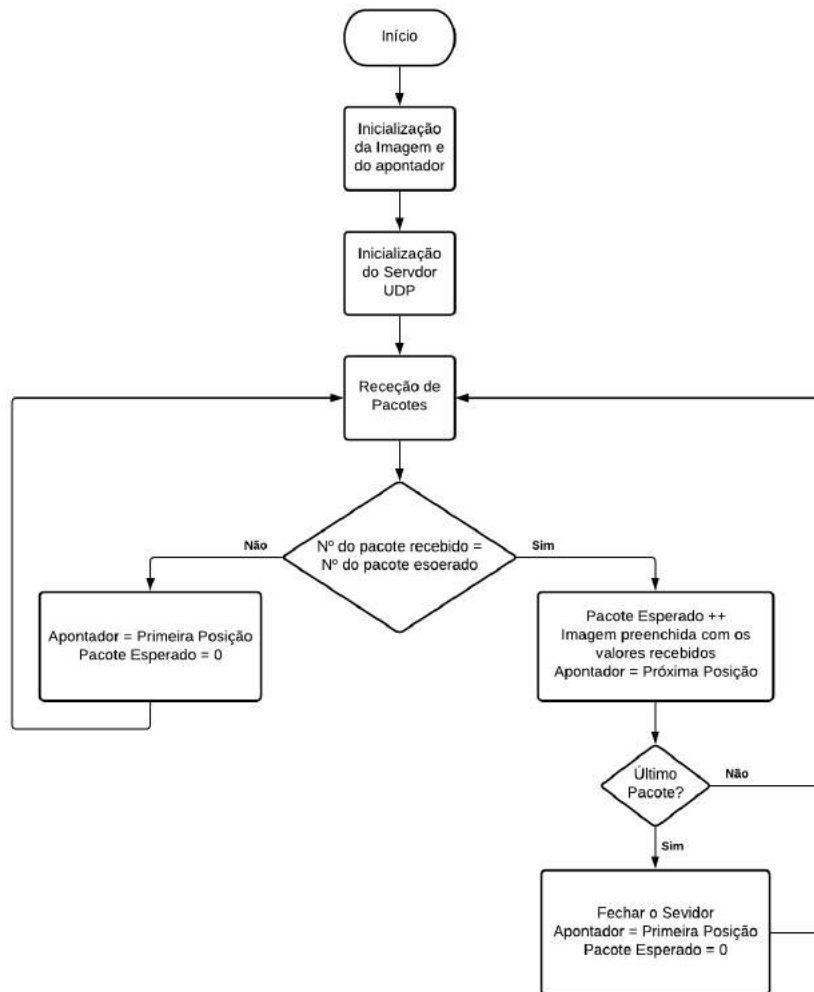 Início
Inicialização
da Imagem e
do apontador
Inicialização
do Servdor
UDP
Receção de
Pacotes
Não
Nº do pacote recebido =
Nº do pacote esoerado
Sim
Apontador = Primeira Posição
Pacote Esperado = 0
Pacote Esperado ++
Imagem preenchida com os
valores recebidos
Apontador = Próxima Posição
Último
Pacote?
Não
Sim
Fechar o Sevidor
Apontador = Primeira Posição
Pacote Esperado = 0